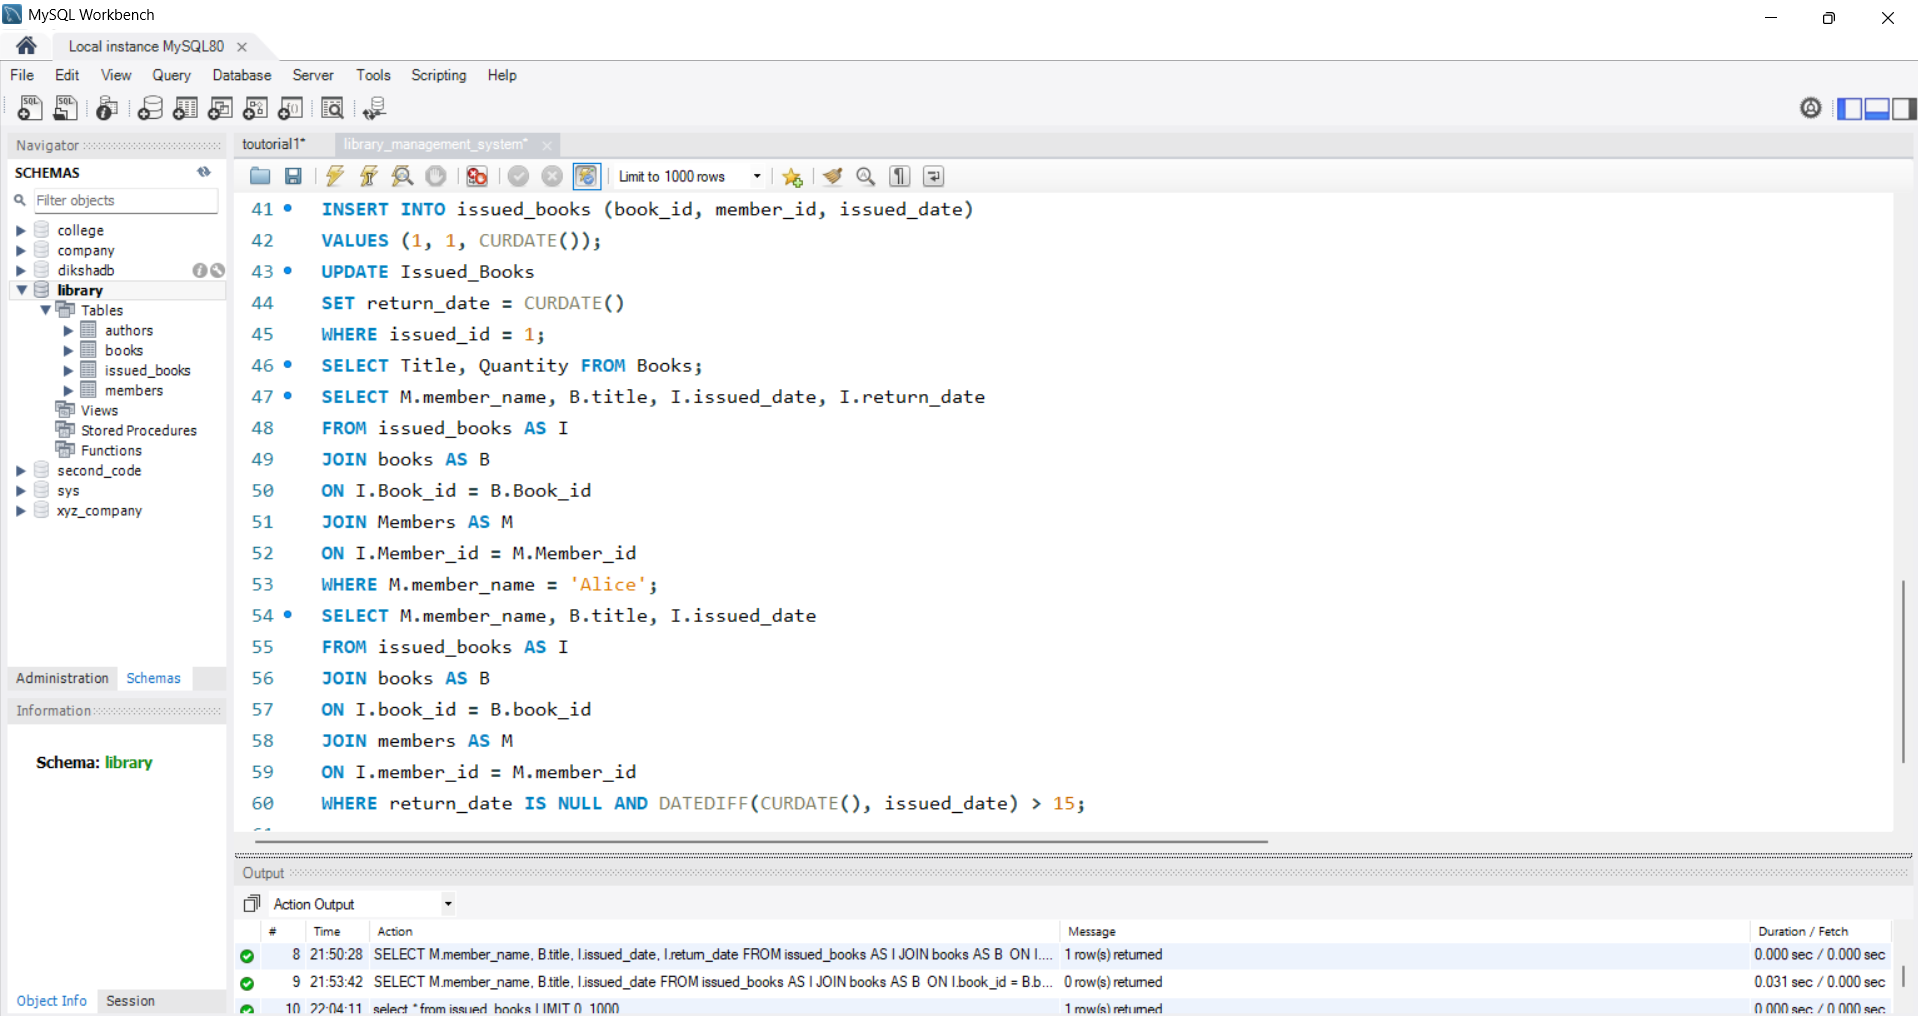 MySQL Workbench
Local instance MySQL80
File Edit View Query Database Server Tools Scripting Help
Navigator
SCHEMAS
Filter objects
college
company
dikshadb
library
Tables
authors
books
issued_books
members
Views
Stored Procedures
Functions
second_code
sys
xyz_company
Administration Schemas
Information
Schema: library
Object Info Session
toutorial1* library_management_system*
Limit to 1000 rows
41 INSERT INTO issued_books (book_id, member_id, issued_date)
42 VALUES (1, 1, CURDATE());
43 UPDATE Issued_Books
44 SET return_date = CURDATE()
45 WHERE issued_id = 1;
46 SELECT Title, Quantity FROM Books;
47 SELECT M.member_name, B.title, I.issued_date, I.return_date
48 FROM issued_books AS I
49 JOIN books AS B
50 ON I.Book_id = B.Book_id
51 JOIN Members AS M
52 ON I.Member_id = M.Member_id
53 WHERE M.member_name = 'Alice';
54 SELECT M.member_name, B.title, I.issued_date
55 FROM issued_books AS I
56 JOIN books AS B
57 ON I.book_id = B.book_id
58 JOIN members AS M
59 ON I.member_id = M.member_id
60 WHERE return_date IS NULL AND DATEDIFF(CURDATE(), issued_date) > 15;
Output
Action Output
# Time Action Message Duration / Fetch
8 21:50:28 SELECT M.member_name, B.title, I.issued_date, I.return_date FROM issued_books AS I JOIN books AS B ON I.... 1 row(s) returned 0.000 sec / 0.000 sec
9 21:53:42 SELECT M.member_name, B.title, I.issued_date FROM issued_books AS I JOIN books AS B ON I.book_id = B.b... 0 row(s) returned 0.031 sec / 0.000 sec
10 22:04:11 select * from issued_books LIMIT 0, 1000 1 row(s) returned 0.000 sec / 0.000 sec